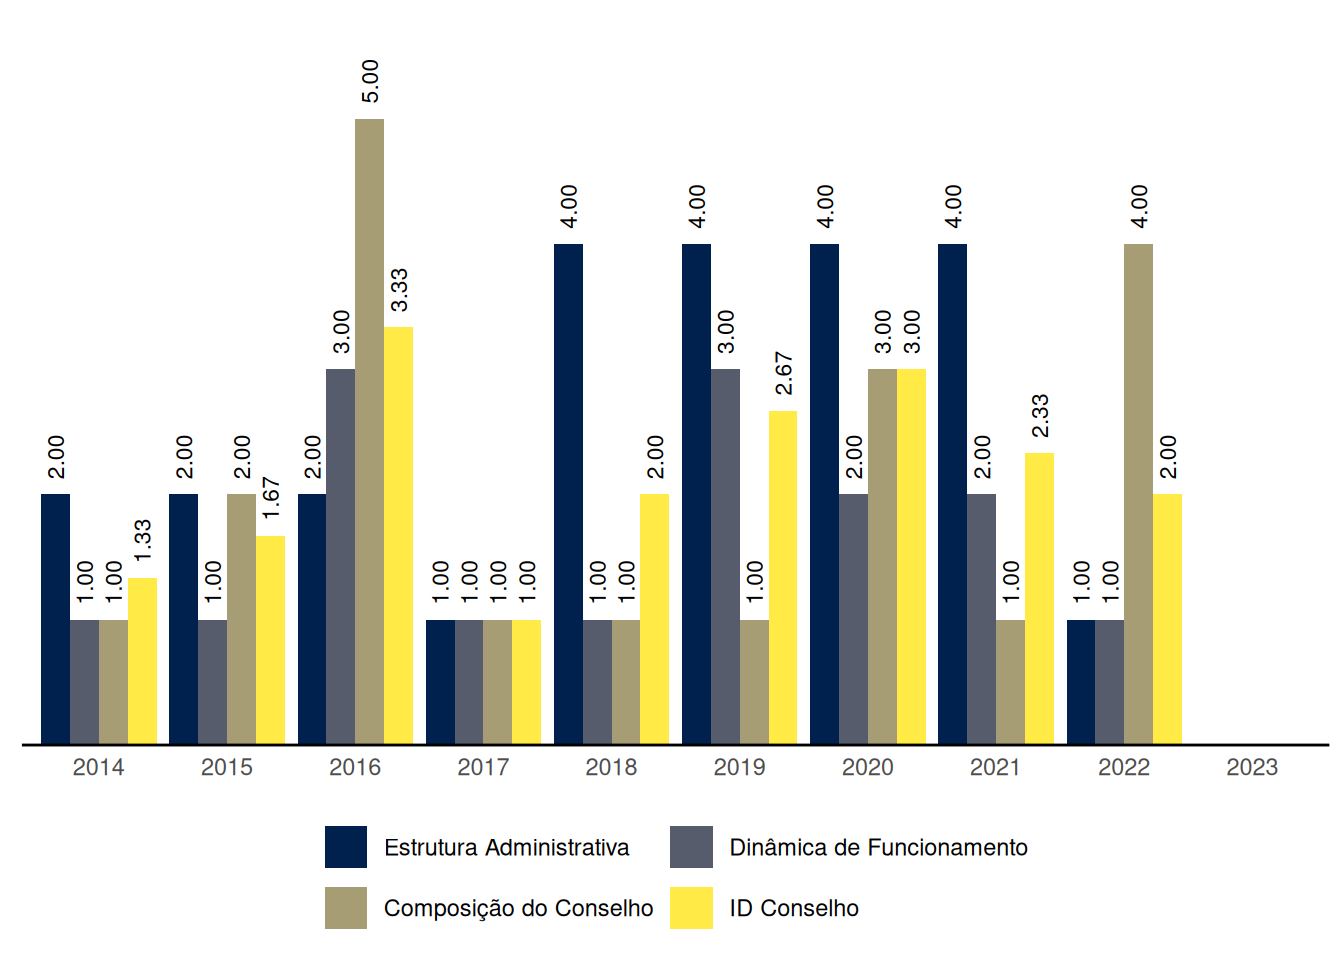 2.00 1.00 1.00 1.33 2.00 1.00 2.00 1.67 2.00 3.00 5.00 3.33 1.00 1.00 1.00 1.00 4.00 1.00 1.00 2.00 4.00 3.00 1.00 2.67 4.00 2.00 3.00 3.00 4.00 2.00 1.00 2.33 1.00 1.00 4.00 2.00
2014 2015 2016 2017 2018 2019 2020 2021 2022 2023
Estrutura Administrativa Dinâmica de Funcionamento
Composição do Conselho ID Conselho